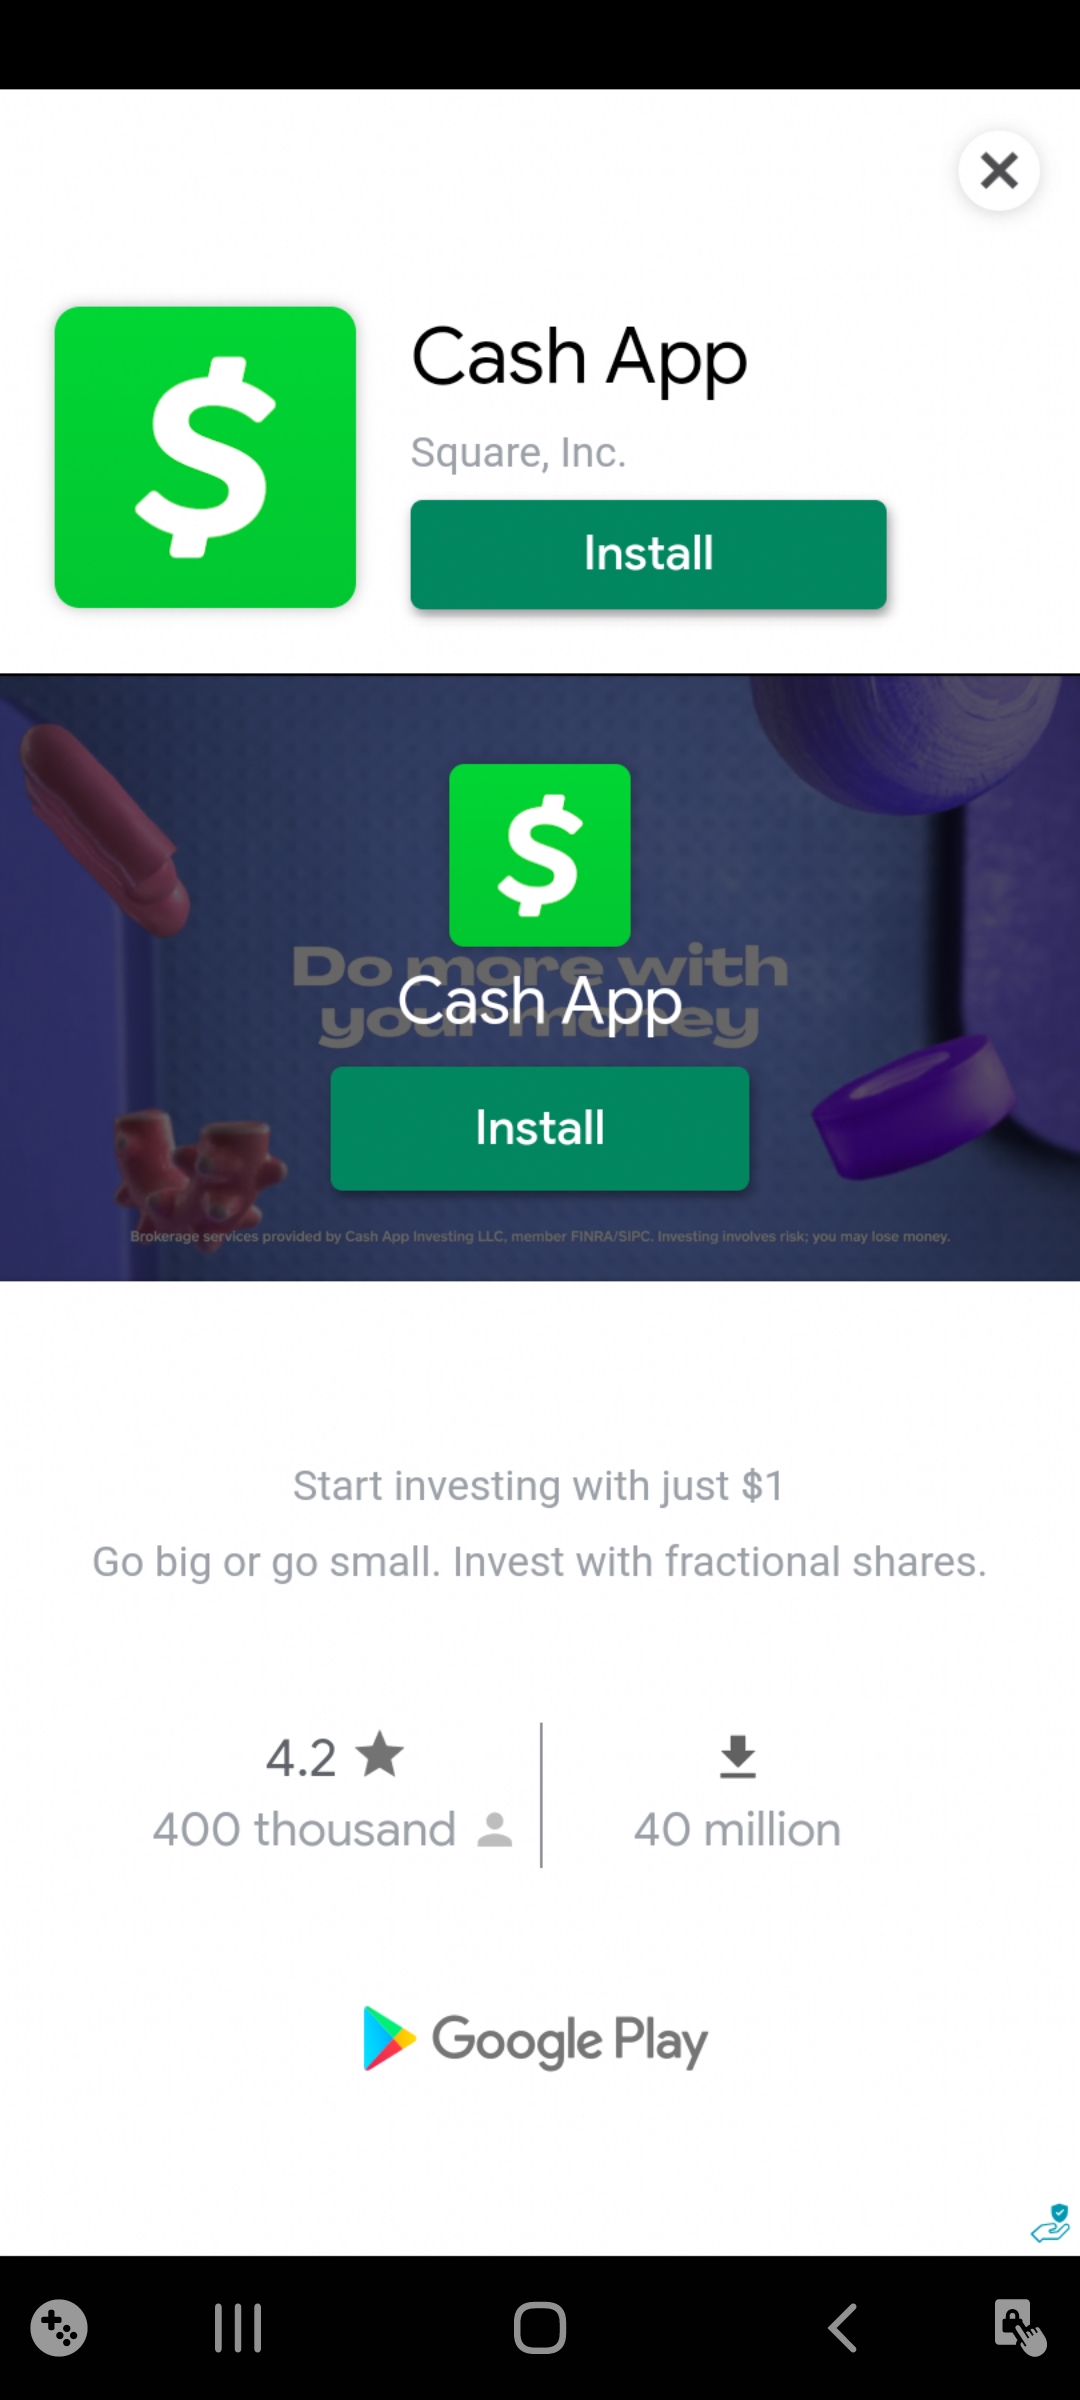 Cash App
Square, Inc.
Install
Do more with
your money
Cash App
Install
Brokerage services provided by Cash App Investing LLC, member FINRA/SIPC. Investing involves risk; you may lose money.
Start investing with just $1
Go big or go small. Invest with fractional shares.
4.2
400 thousand
40 million
Google Play